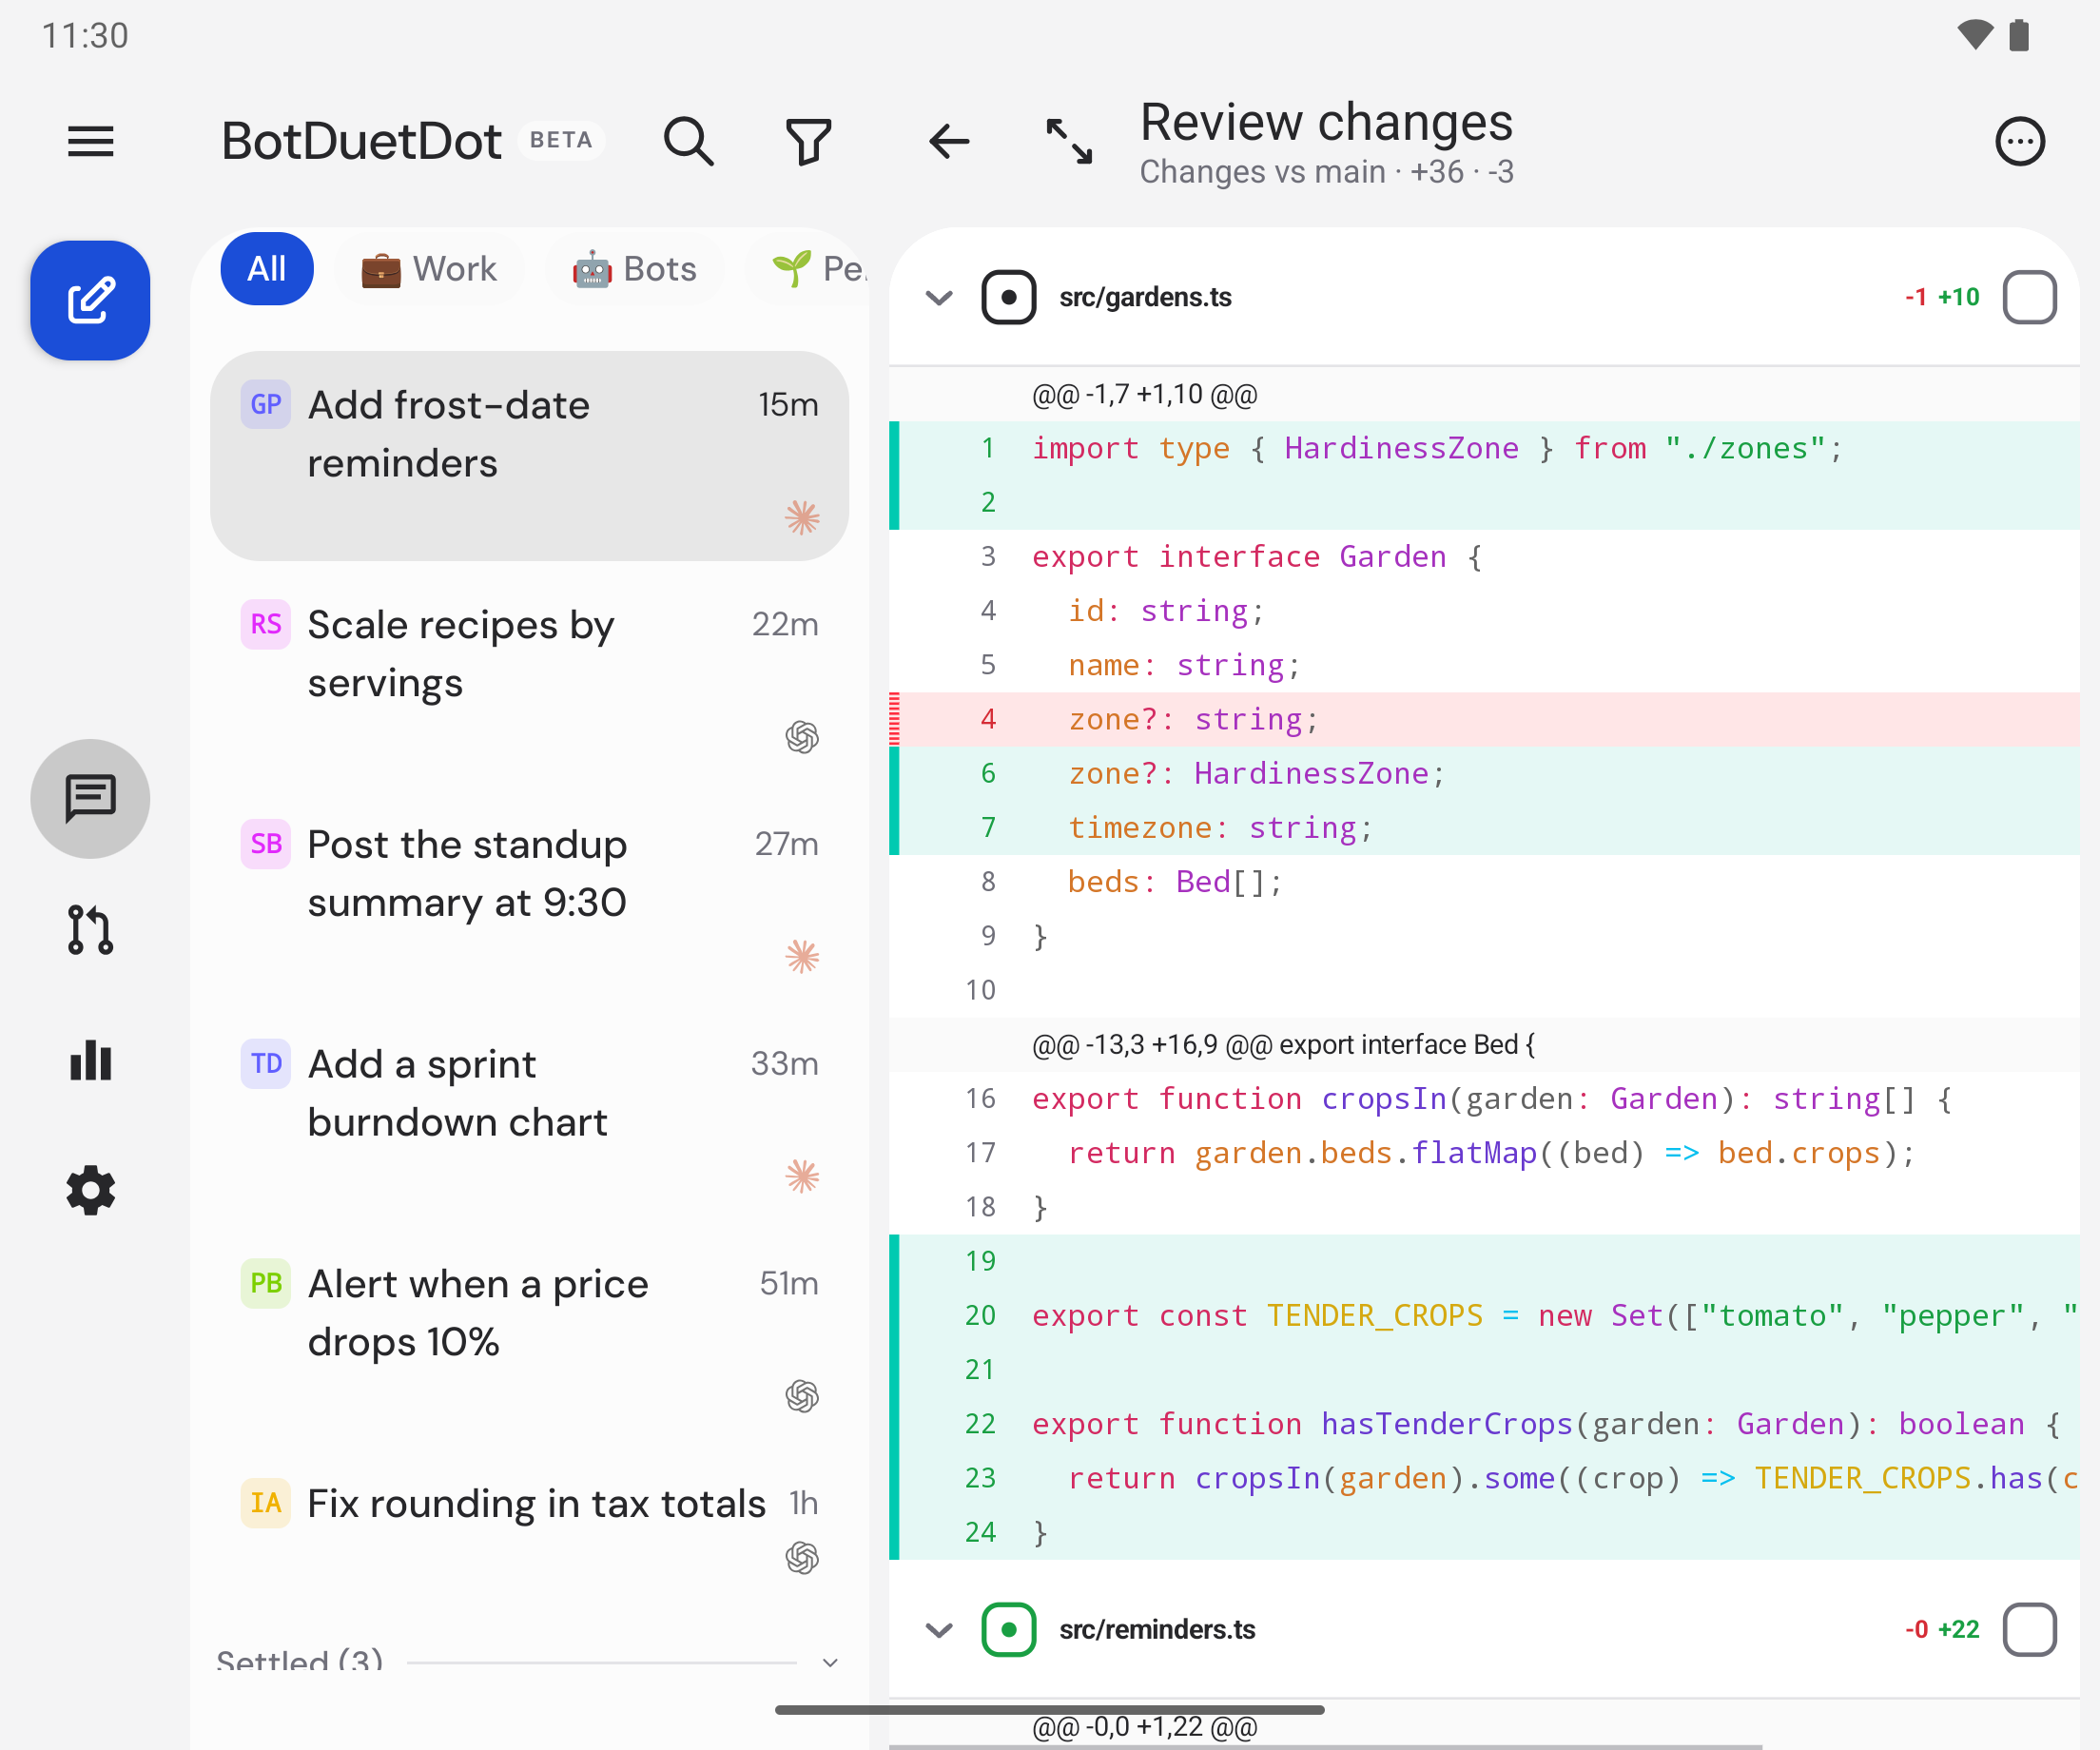 11:30
BotDuetDot BETA
Review changes
Changes vs main · +36 · -3
All
💼 Work
🤖 Bots
🌱 Pe
GP Add frost-date 15m
reminders
RS Scale recipes by 22m
servings
SB Post the standup 27m
summary at 9:30
TD Add a sprint 33m
burndown chart
PB Alert when a price 51m
drops 10%
IA Fix rounding in tax totals 1h
Settled (3)
src/gardens.ts -1 +10
@@ -1,7 +1,10 @@
1 import type { HardinessZone } from "./zones";
2
3 export interface Garden {
4   id: string;
5   name: string;
4   zone?: string;
6   zone?: HardinessZone;
7   timezone: string;
8   beds: Bed[];
9 }
10
@@ -13,3 +16,9 @@ export interface Bed {
16 export function cropsIn(garden: Garden): string[] {
17   return garden.beds.flatMap((bed) => bed.crops);
18 }
19
20 export const TENDER_CROPS = new Set(["tomato", "pepper", "
21
22 export function hasTenderCrops(garden: Garden): boolean {
23   return cropsIn(garden).some((crop) => TENDER_CROPS.has(c
24 }
src/reminders.ts -0 +22
@@ -0,0 +1,22 @@